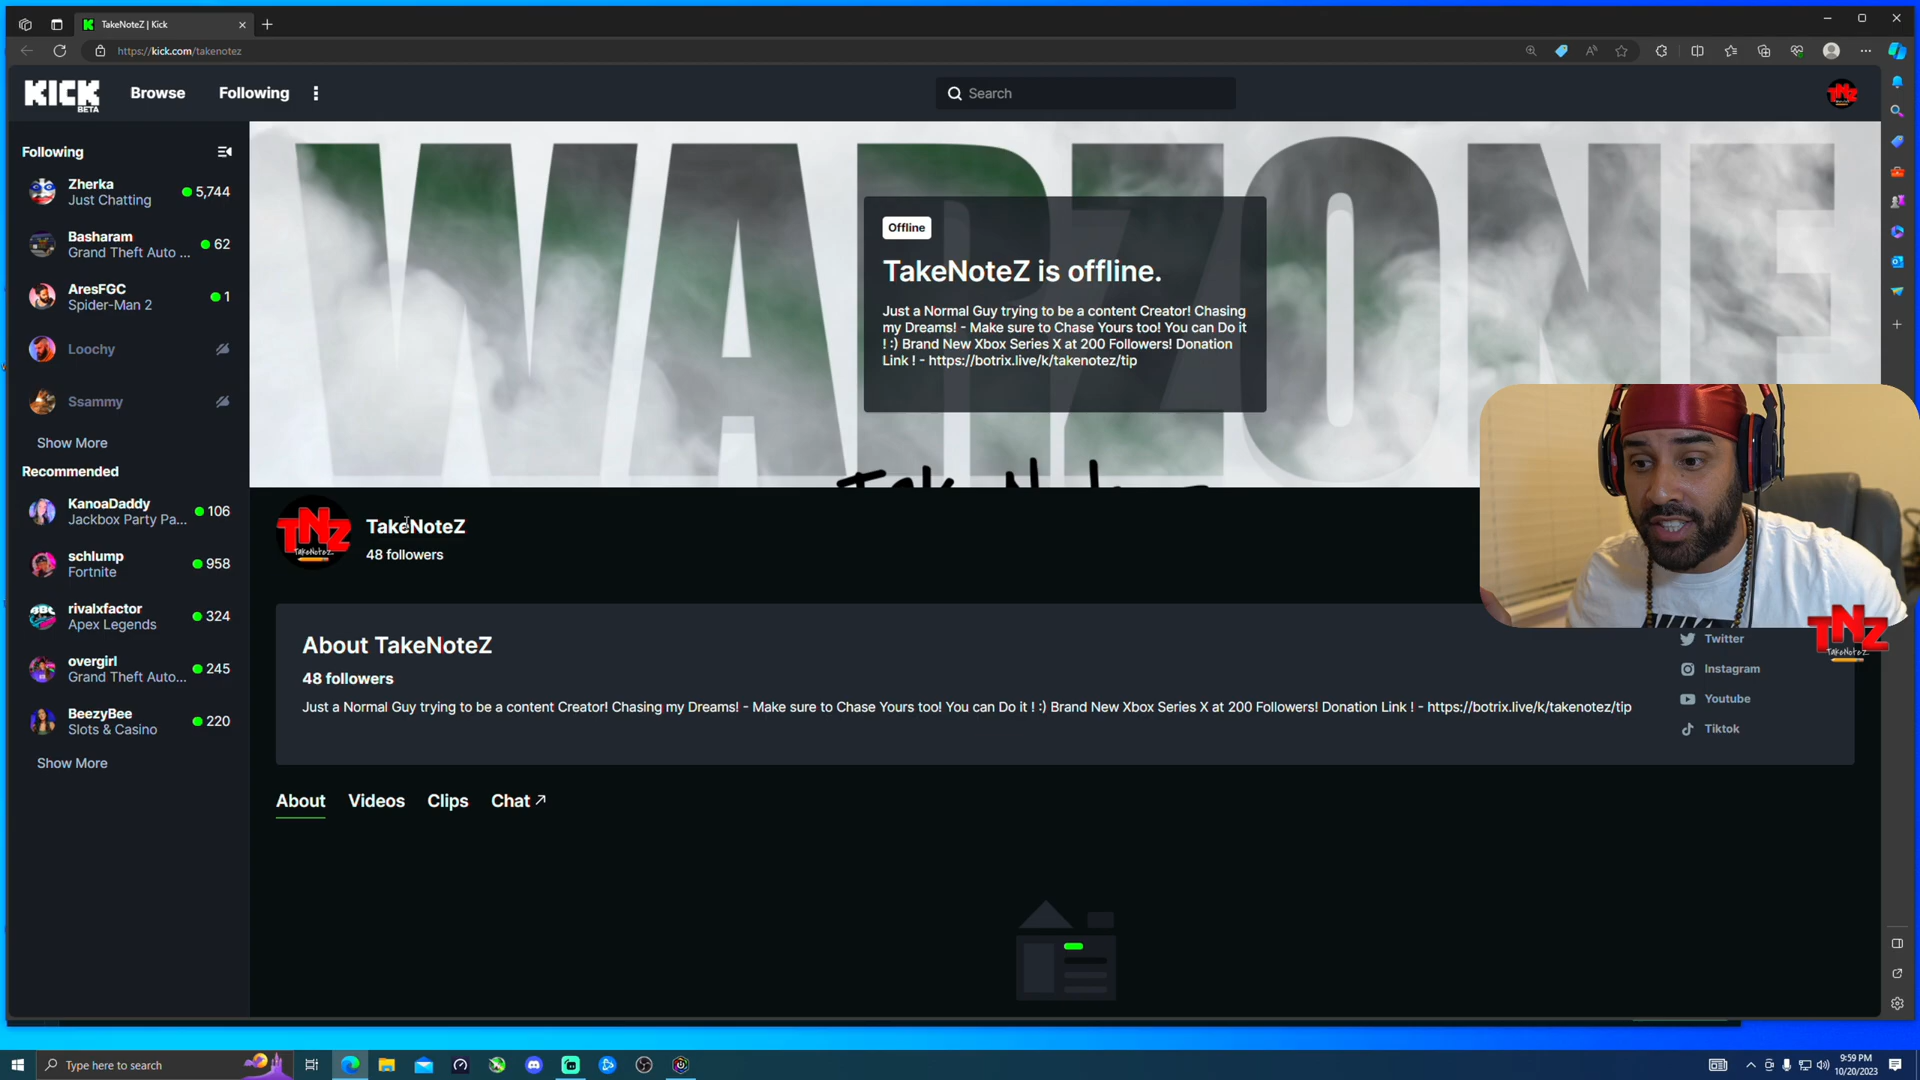 TakeNoteZ | Kick
https://kick.com/takenotez
KICK
BETA
Browse
Following
Search
TNZ
Following
Zherka
Just Chatting
5,744
Basharam
Grand Theft Auto ...
62
AresFGC
Spider-Man 2
1
Loochy
Ssammy
Show More
Recommended
KanoaDaddy
Jackbox Party Pa...
106
schlump
Fortnite
958
rivalxfactor
Apex Legends
324
overgirl
Grand Theft Auto...
245
BeezyBee
Slots & Casino
220
Show More
WARZONE
Offline
TakeNoteZ is offline.
Just a Normal Guy trying to be a content Creator! Chasing
my Dreams! - Make sure to Chase Yours too! You can Do it
! :) Brand New Xbox Series X at 200 Followers! Donation
Link ! - https://botrix.live/k/takenotez/tip
TNZ
TakeNoteZ
TakeNoteZ
48 followers
About TakeNoteZ
48 followers
Just a Normal Guy trying to be a content Creator! Chasing my Dreams! - Make sure to Chase Yours too! You can Do it ! :) Brand New Xbox Series X at 200 Followers! Donation Link ! - https://botrix.live/k/takenotez/tip
Twitter
Instagram
Youtube
Tiktok
TNZ
TakeNoteZ
About
Videos
Clips
Chat
Type here to search
9:59 PM
10/20/2023